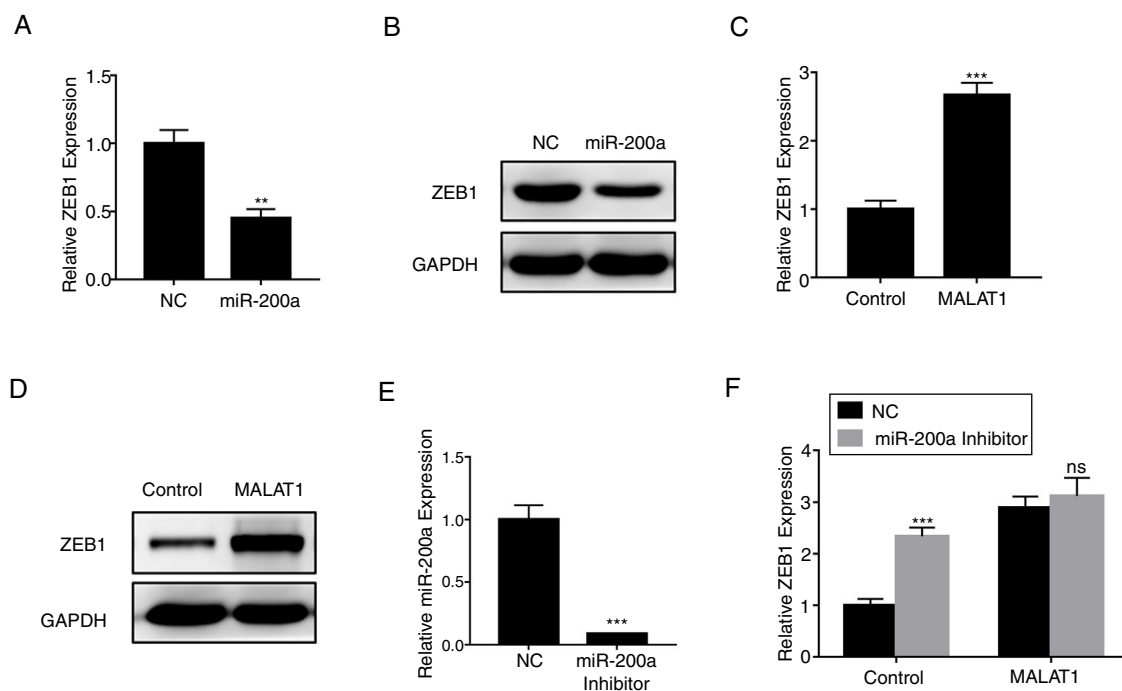 A
Relative ZEB1 Expression
1.5
1.0
0.5
0.0
**
NC
miR-200a
B
NC
miR-200a
ZEB1
GAPDH
C
Relative ZEB1 Expression
3
2
1
0
***
Control
MALAT1
D
Control
MALAT1
ZEB1
GAPDH
E
Relative miR-200a Expression
1.5
1.0
0.5
0.0
***
NC
miR-200a
Inhibitor
F
NC
miR-200a Inhibitor
Relative ZEB1 Expression
4
3
2
1
0
***
ns
Control
MALAT1